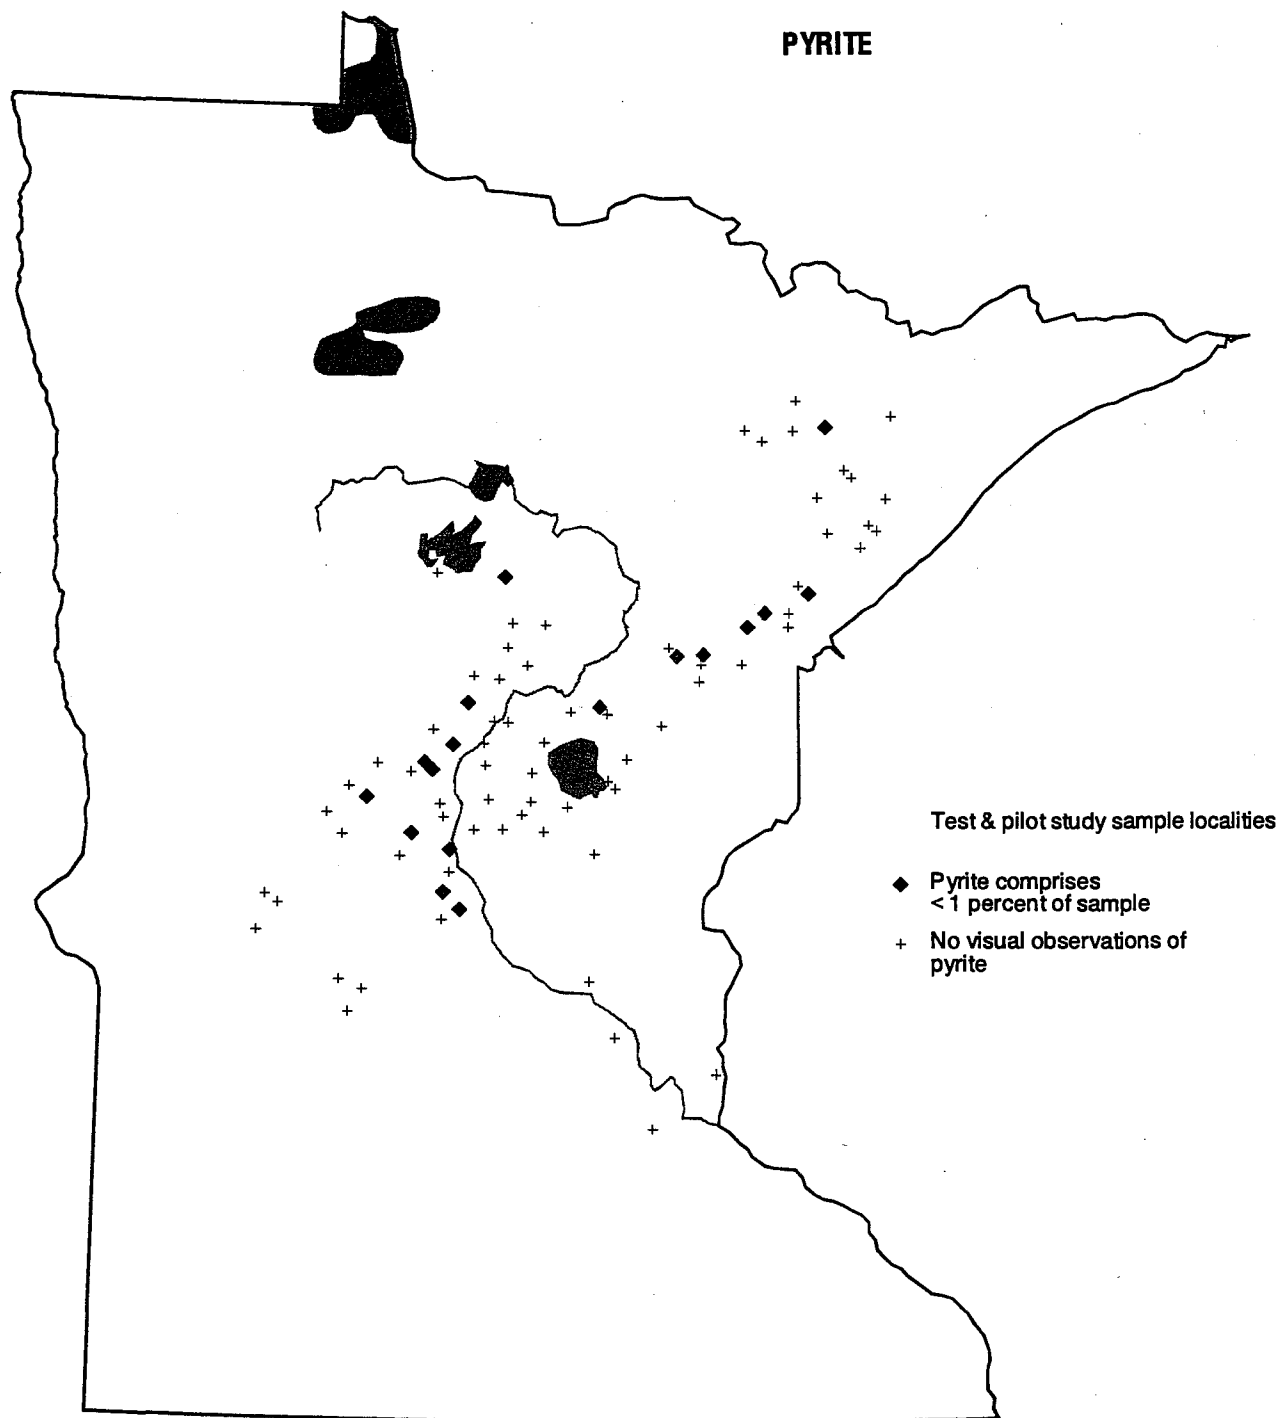 PYRITE
Test & pilot study sample localities
Pyrite comprises
< 1 percent of sample
No visual observations of
pyrite